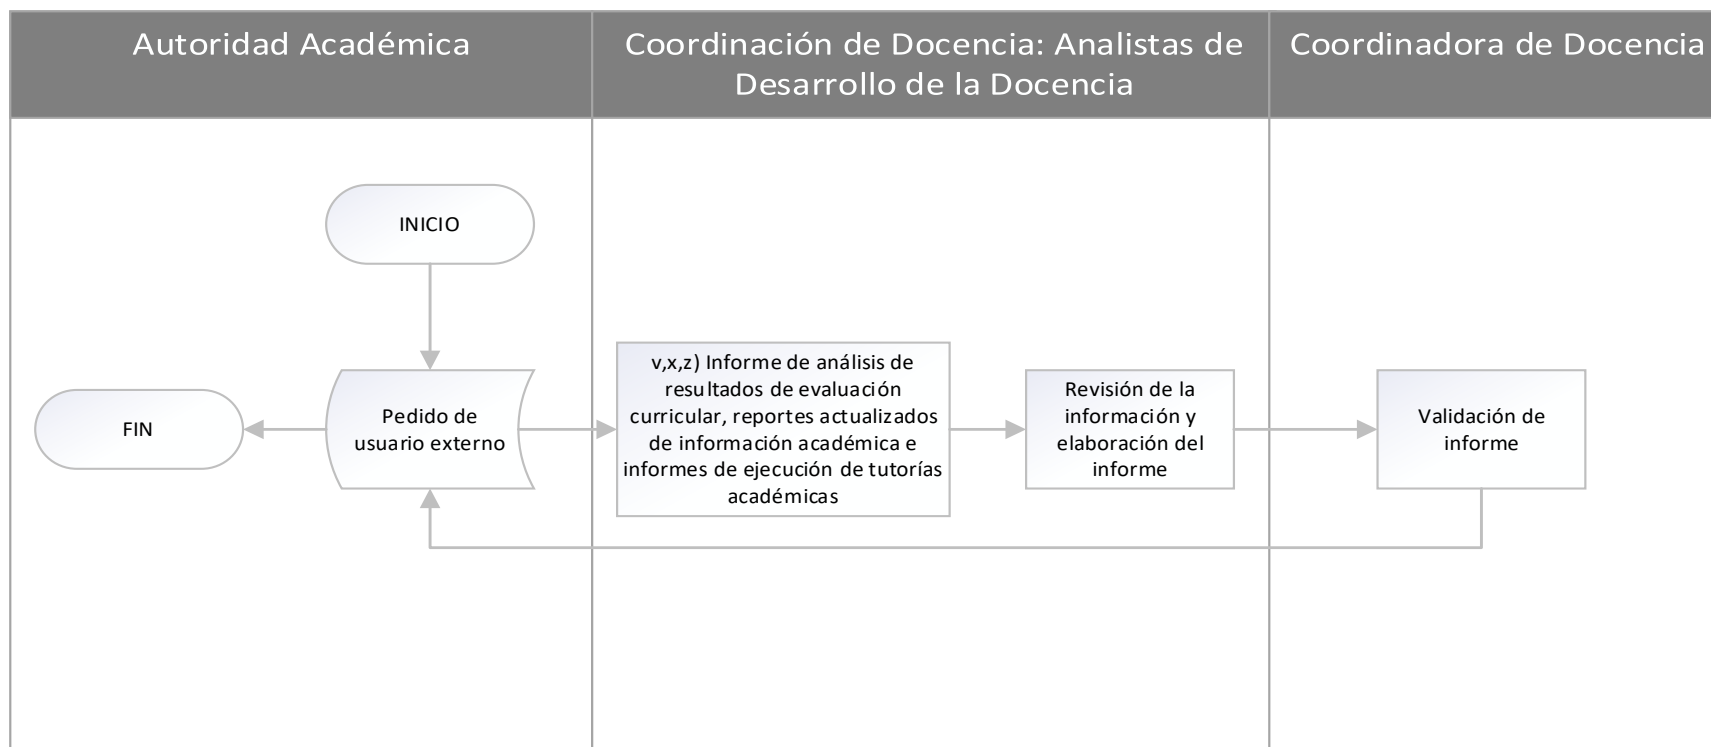 Autoridad Académica
Coordinación de Docencia: Analistas de
Desarrollo de la Docencia
Coordinadora de Docencia
INICIO
FIN
Pedido de
usuario externo
v,x,z) Informe de análisis de
resultados de evaluación
curricular, reportes actualizados
de información académica e
informes de ejecución de tutorías
académicas
Revisión de la
información y
elaboración del
informe
Validación de
informe